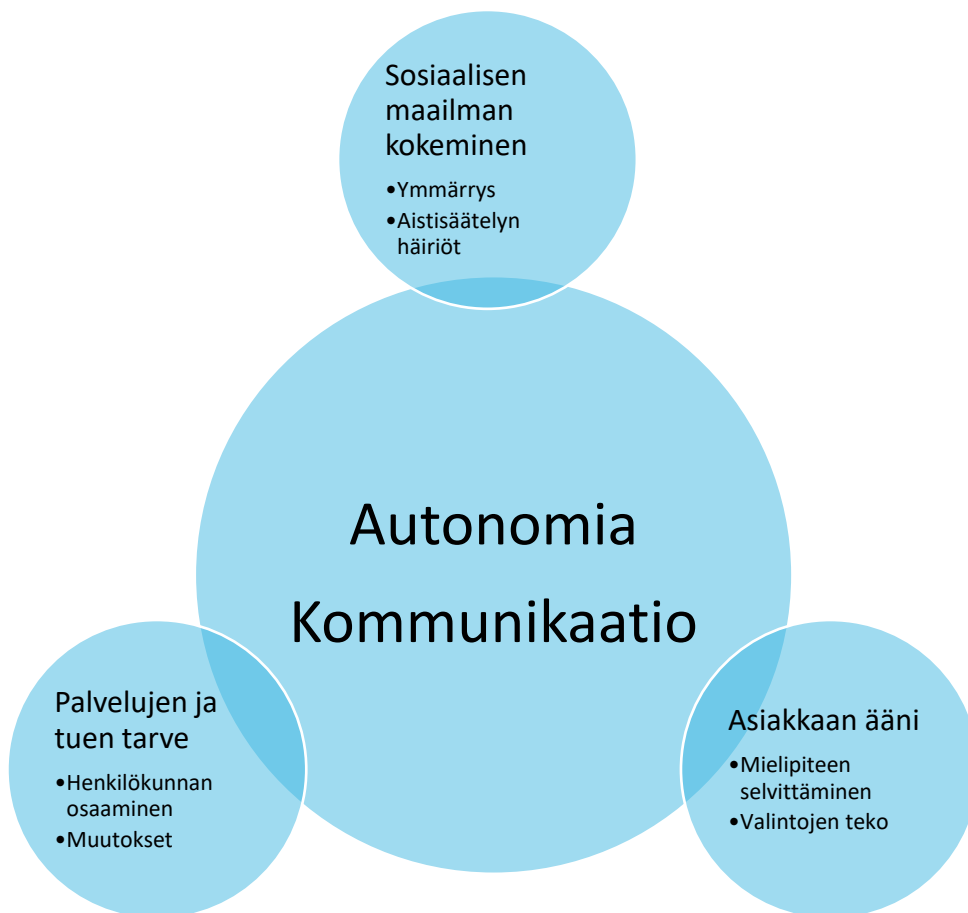 Sosiaalisen
maailman
kokeminen
•Ymmärrys
•Aistisäätelyn
häiriöt
Autonomia
Kommunikaatio
Palvelujen ja
tuen tarve
•Henkilökunnan
osaaminen
•Muutokset
Asiakkaan ääni
•Mielipiteen
selvittäminen
•Valintojen teko